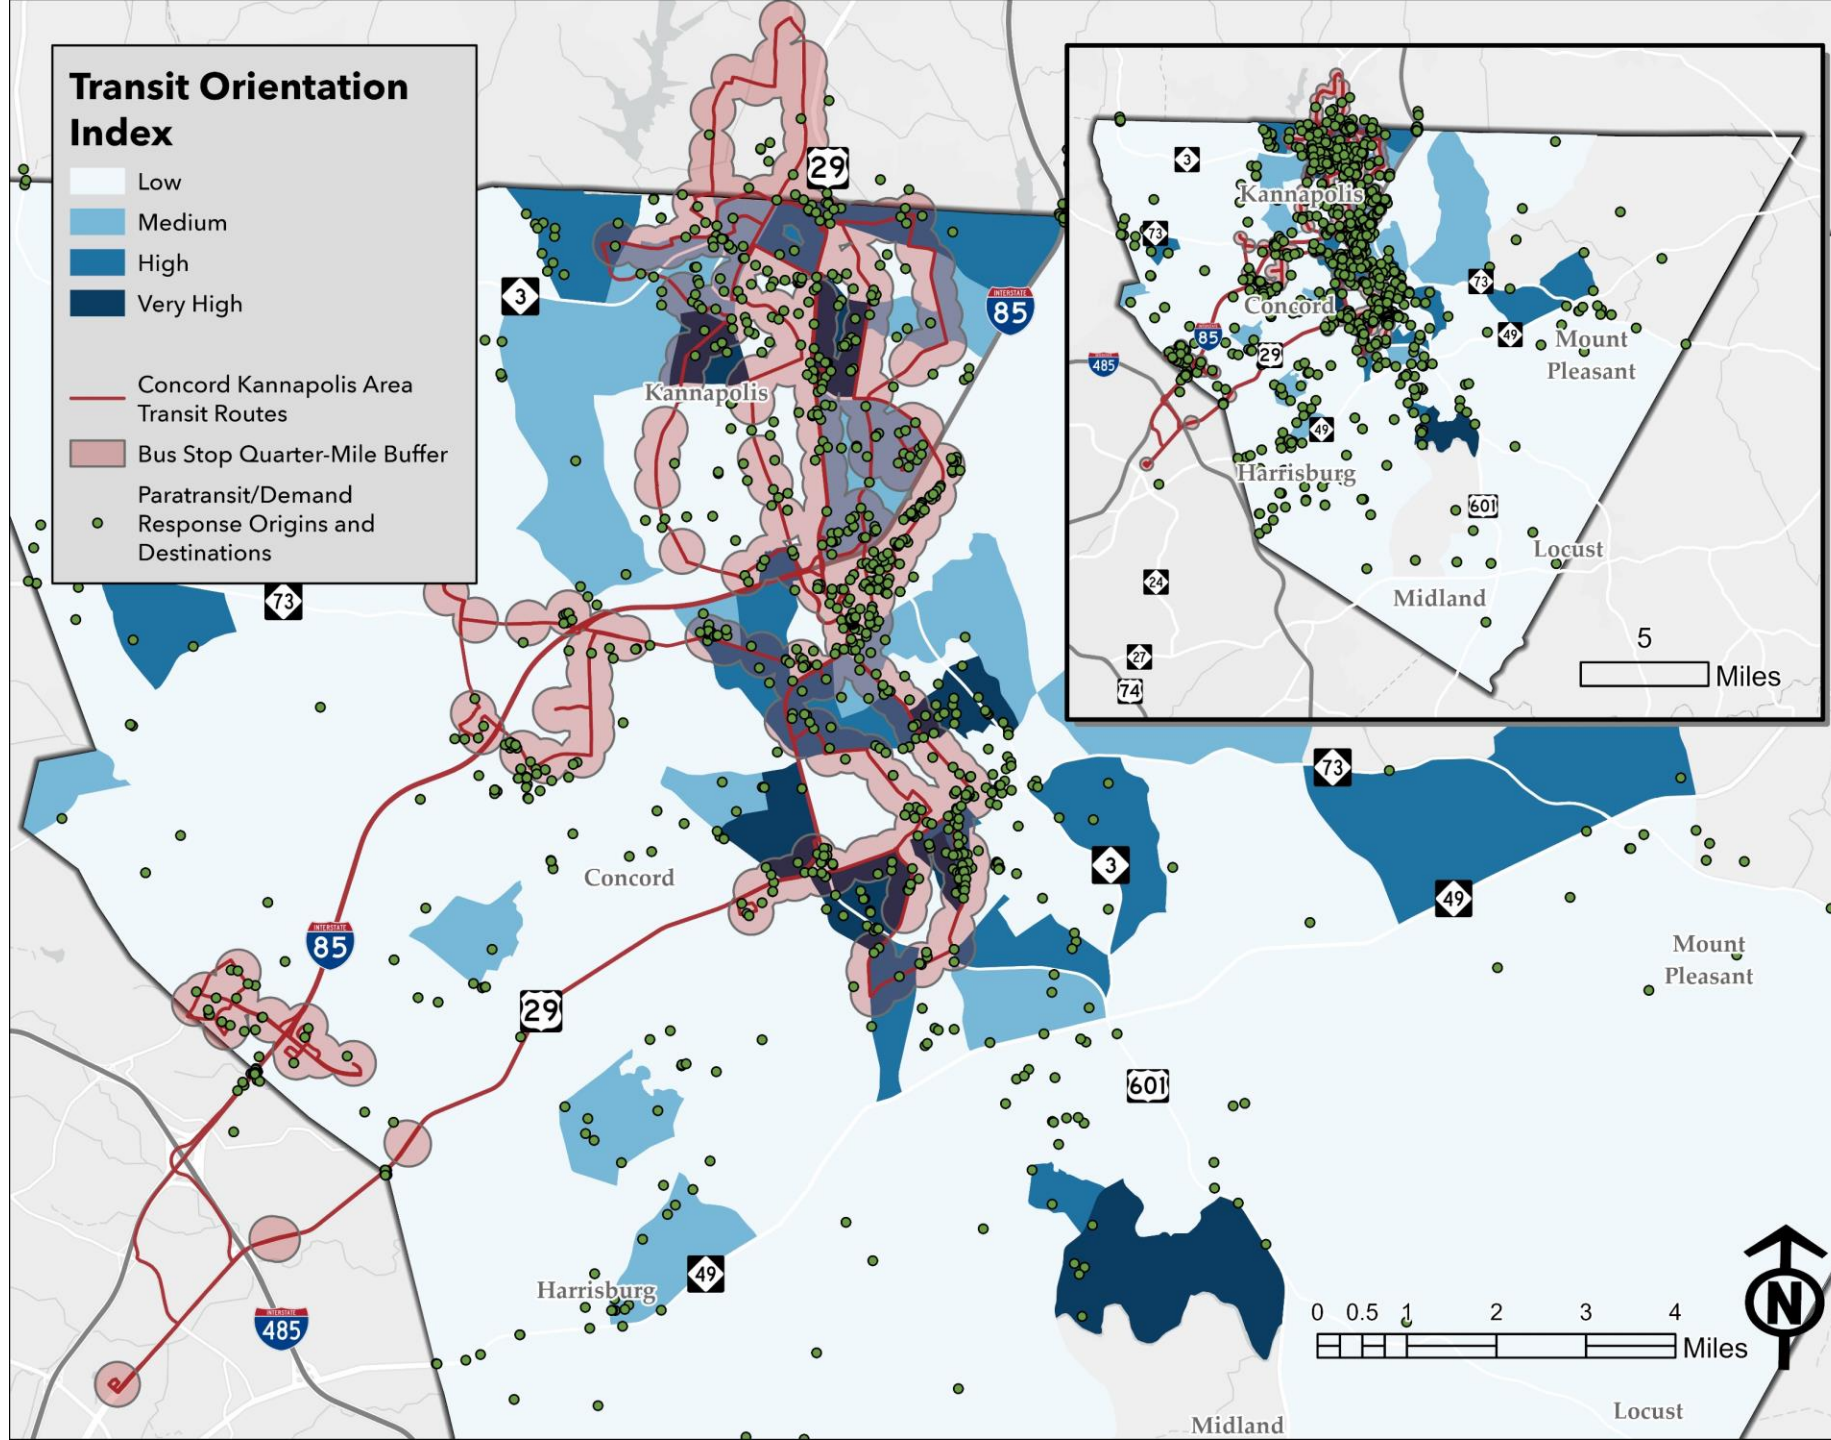 Transit Orientation
Index
Low
Medium
High
Very High
Concord Kannapolis Area
Transit Routes
Bus Stop Quarter-Mile Buffer
Paratransit/Demand
Response Origins and
Destinations
29
3
INTERSTATE
85
Kannapolis
73
Concord
INTERSTATE
85
29
3
73
49
Mount
Pleasant
601
Harrisburg
49
INTERSTATE
485
Midland
Locust
0 0.5 1 2 3 4
Miles
N
3
Kannapolis
73
73
Concord
85
29
49
Mount
Pleasant
485
49
Harrisburg
601
Locust
24
Midland
27
74
5
Miles